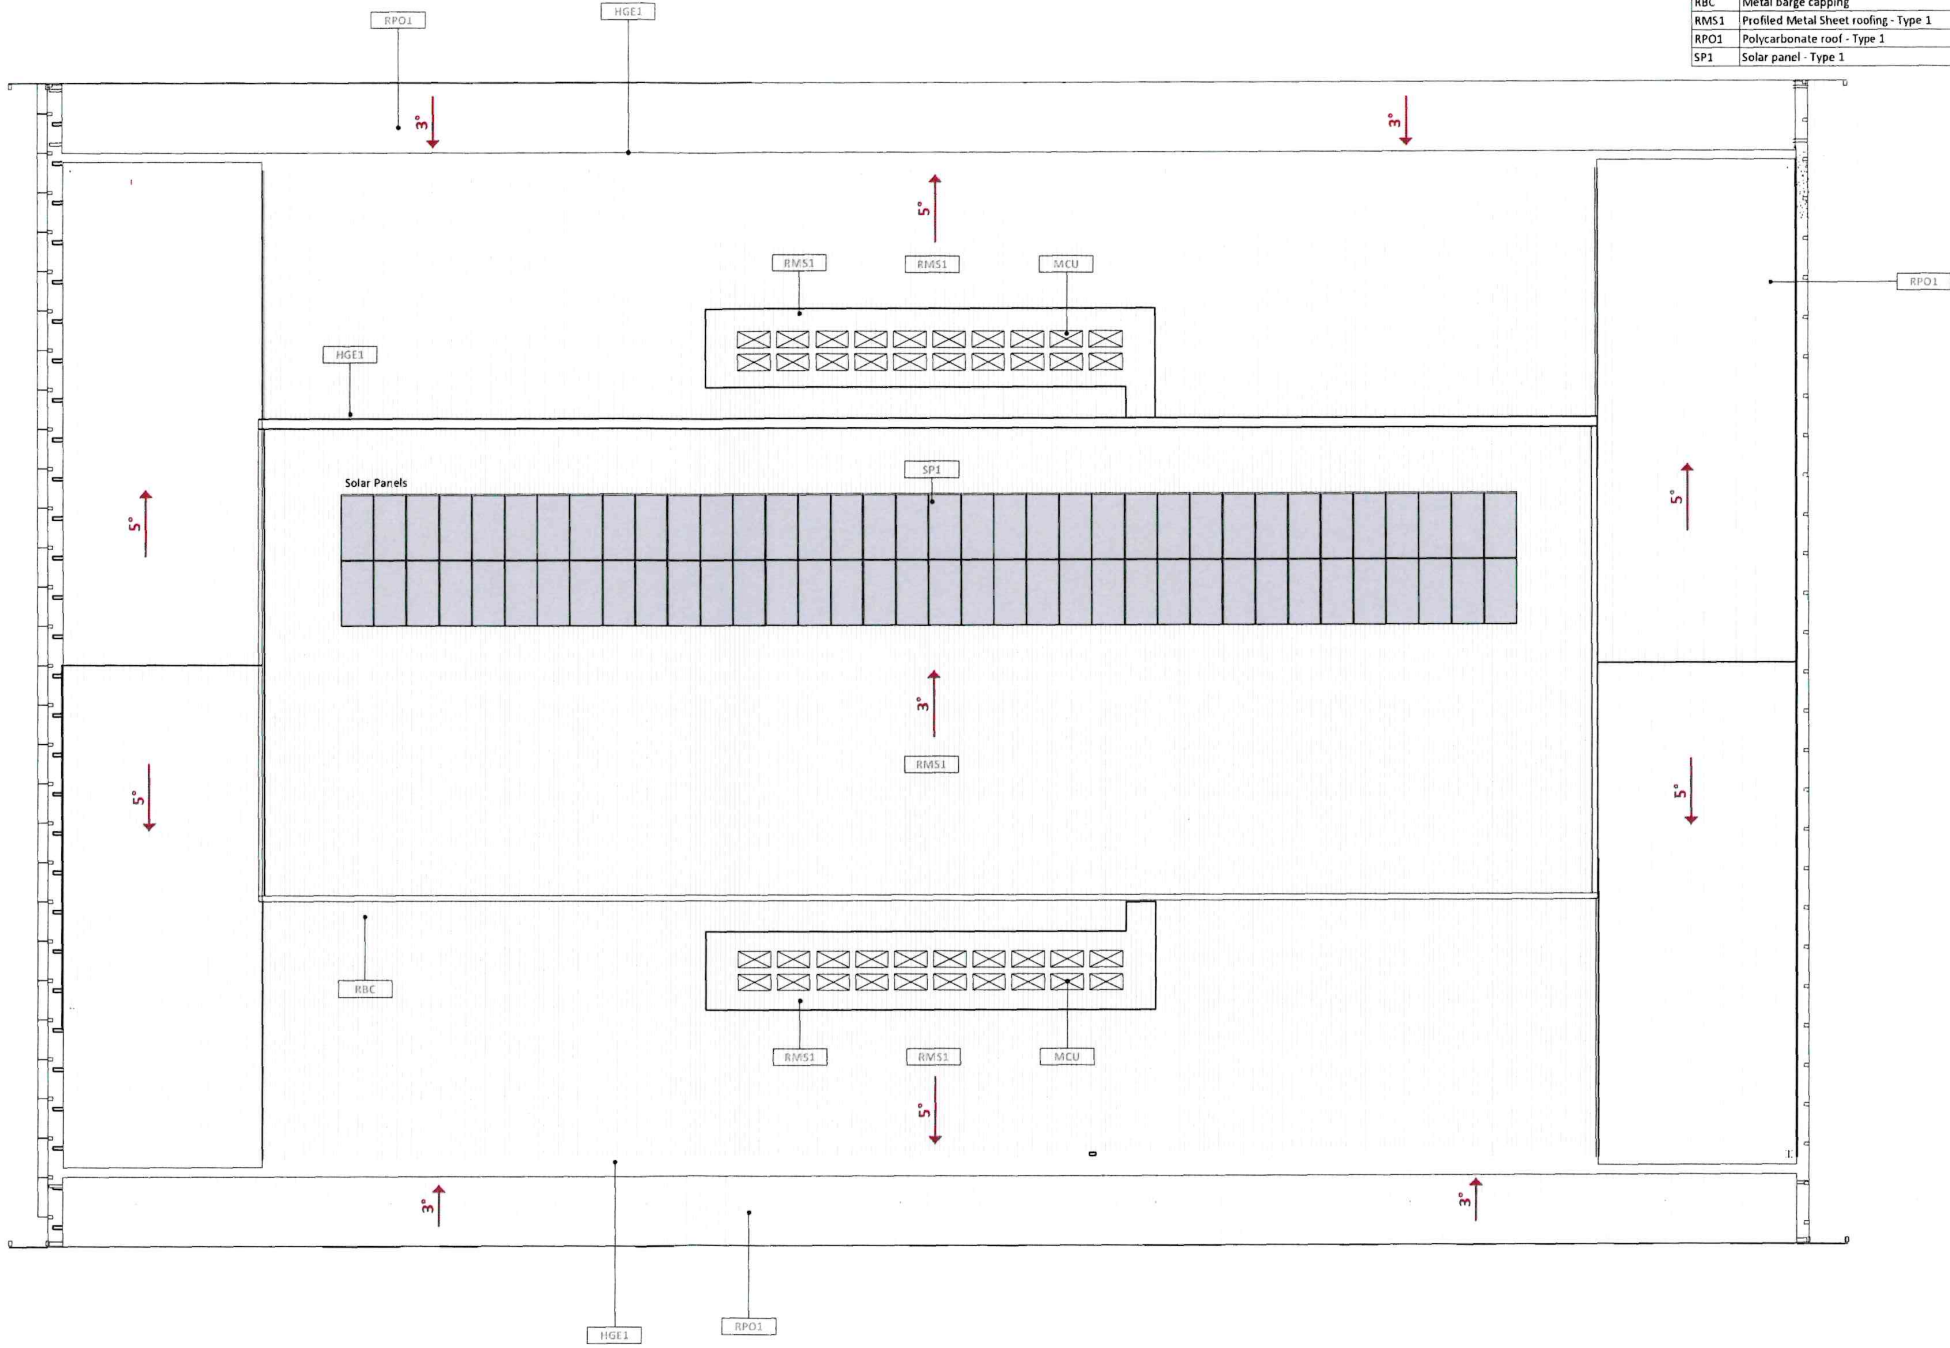 RBC Metal barge capping
RMS1 Profiled Metal Sheet roofing - Type 1
RPO1 Polycarbonate roof - Type 1
SP1 Solar panel - Type 1
RPO1
HGE1
3°
3°
5°
RMS1
RMS1
MCU
RPO1
HGE1
SP1
Solar Panels
5°
5°
3°
RMS1
5°
5°
RBC
RMS1
RMS1
MCU
5°
3°
3°
HGE1
RPO1